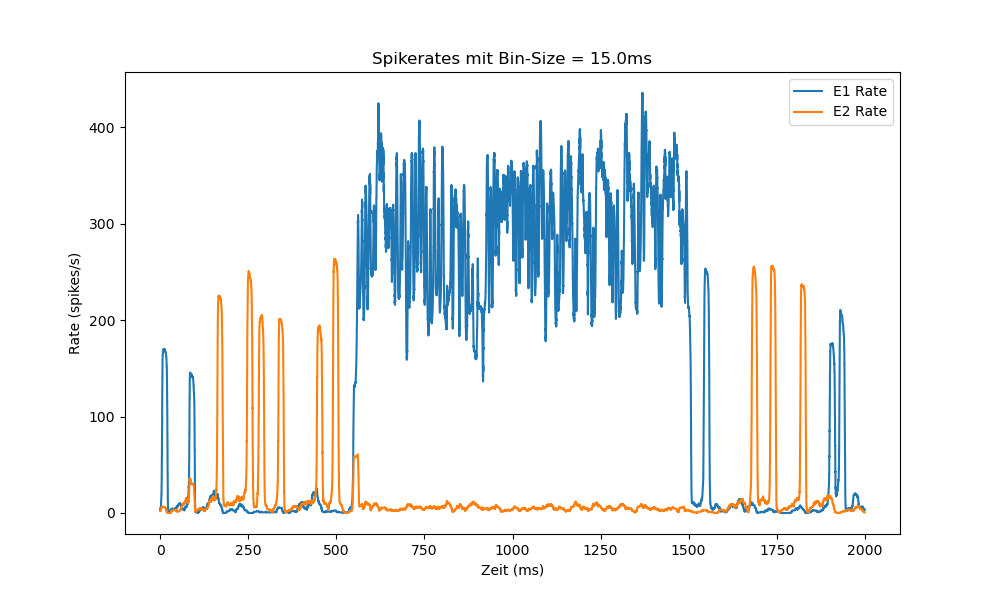 Spikerates mit Bin-Size = 15.0ms
E1 Rate
E2 Rate
400
300
200
100
0
Rate (spikes/s)
0 250 500 750 1000 1250 1500 1750 2000
Zeit (ms)